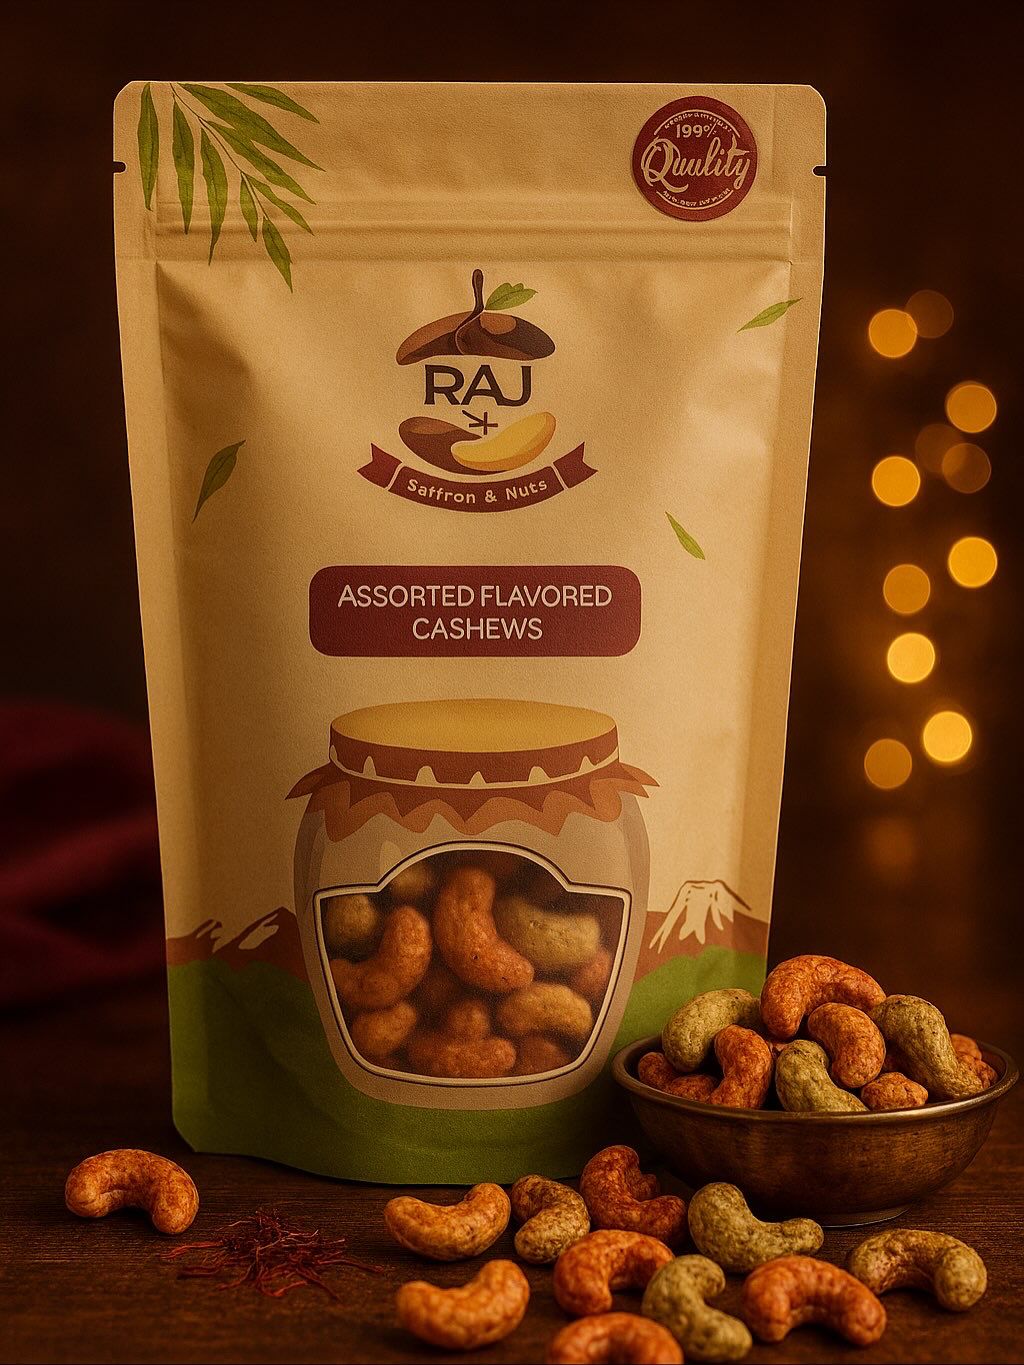 199%
Quality
RAJ
Saffron & Nuts
ASSORTED FLAVORED
CASHEWS